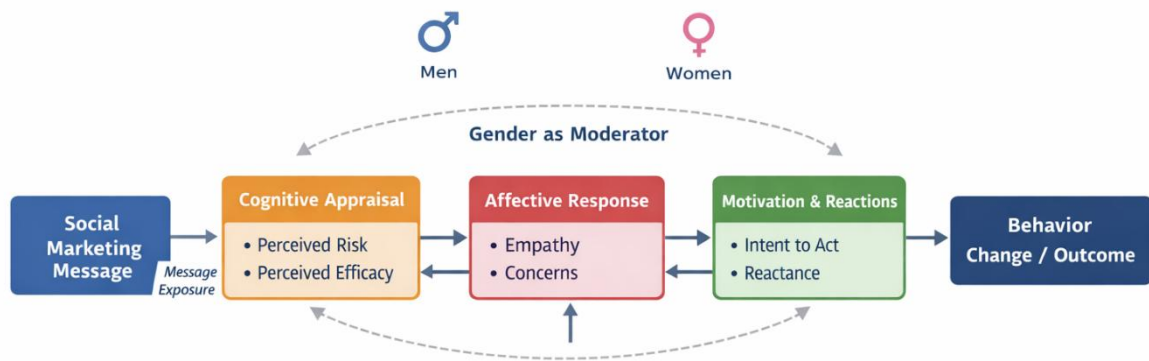 Men
Women
Gender as Moderator
Social
Marketing
Message
Message
Exposure
Cognitive Appraisal
• Perceived Risk
• Perceived Efficacy
Affective Response
• Empathy
• Concerns
Motivation & Reactions
• Intent to Act
• Reactance
Behavior
Change / Outcome